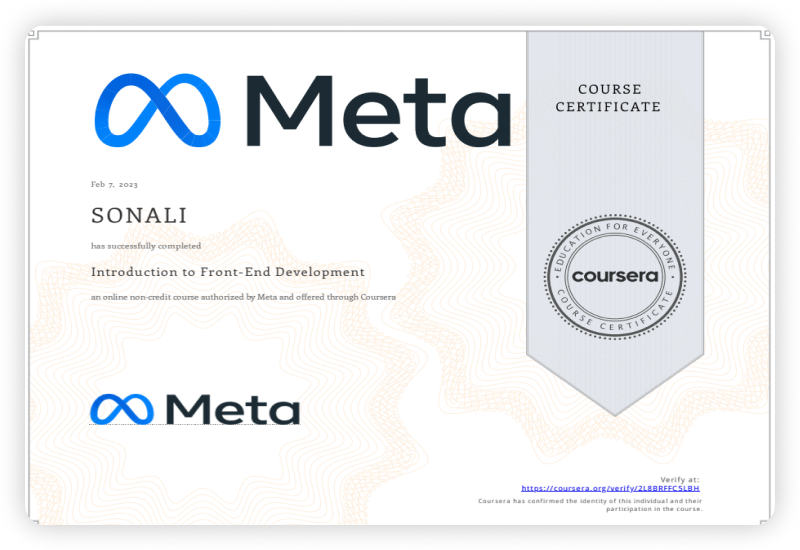 Meta
COURSE
CERTIFICATE
Feb 7, 2023
SONALI
has successfully completed
Introduction to Front-End Development
an online non-credit course authorized by Meta and offered through Coursera
EDUCATION FOR EVERYONE
coursera
COURSE CERTIFICATE
Meta
Verify at:
https://coursera.org/verify/2L8BRFFCSLBH
Coursera has confirmed the identity of this individual and their
participation in the course.